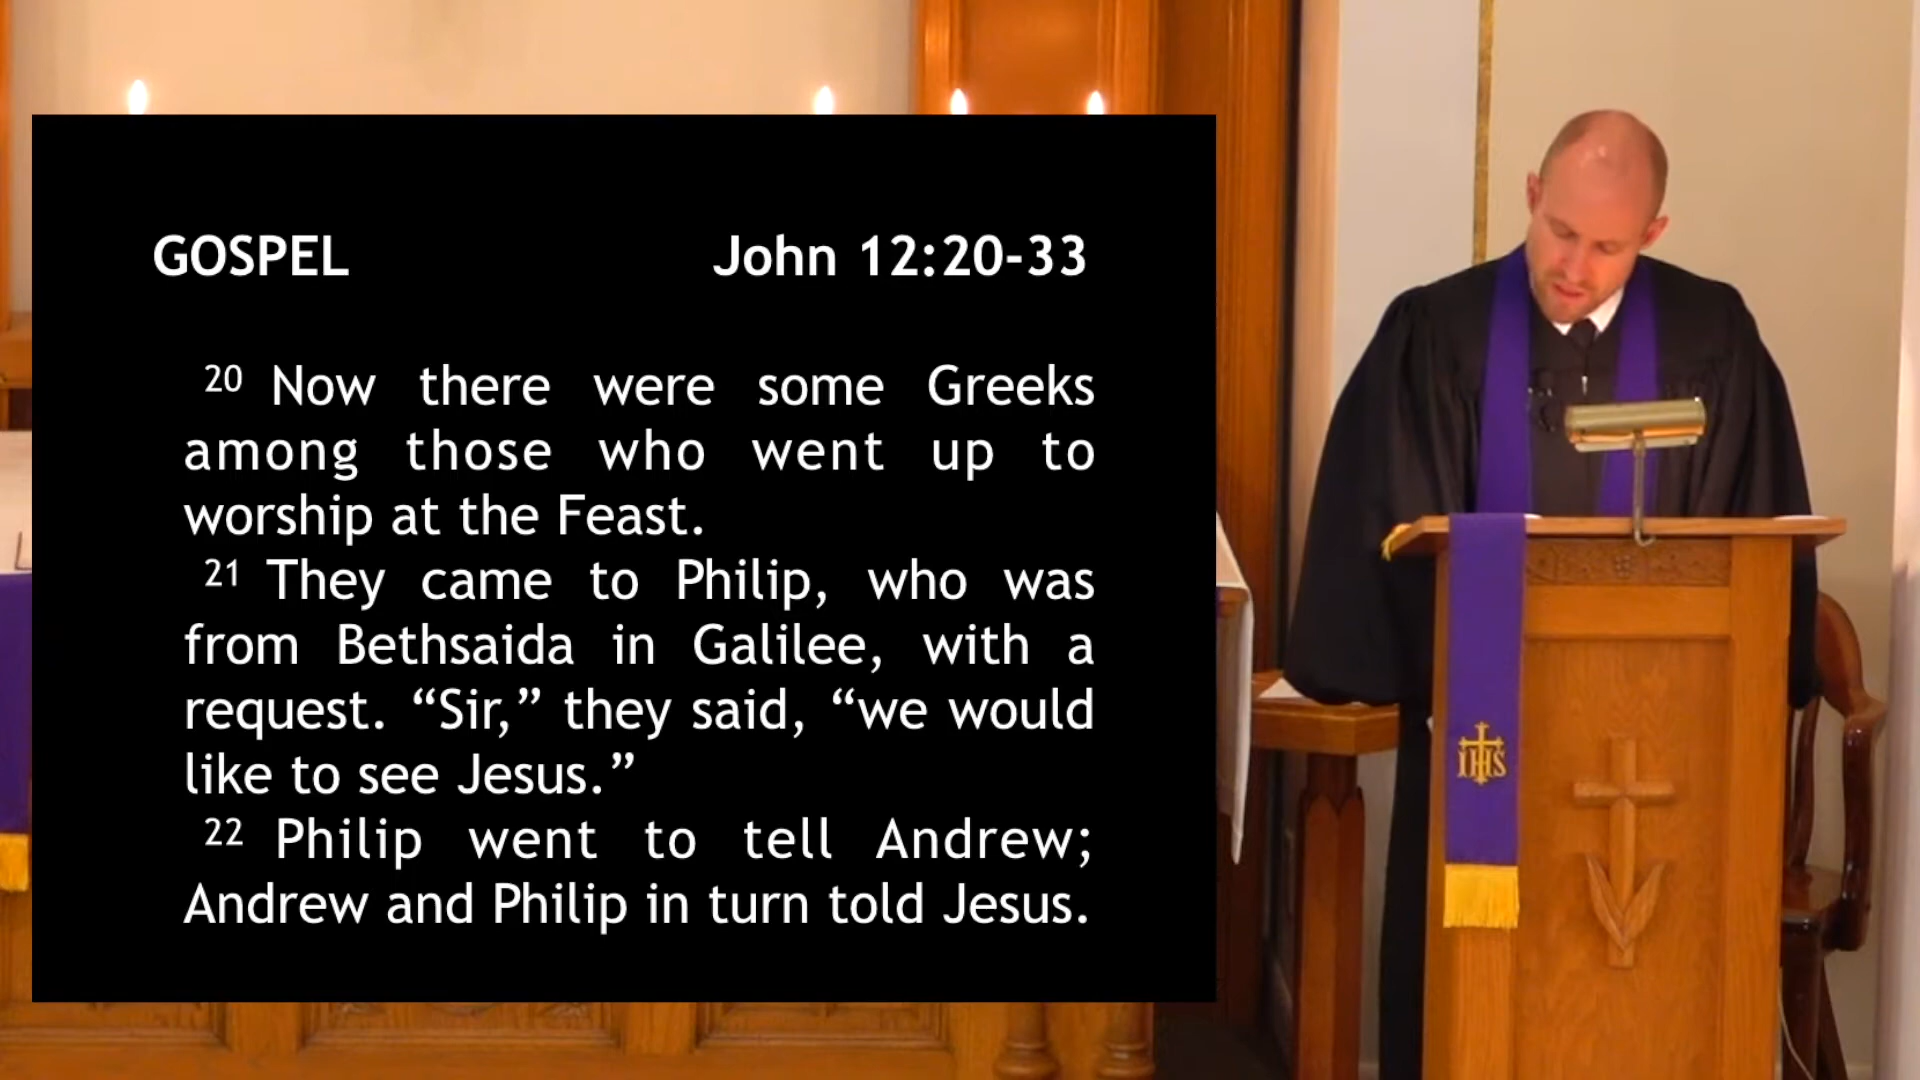 GOSPEL John 12:20-33
20 Now there were some Greeks
among those who went up to
worship at the Feast.
21 They came to Philip, who was
from Bethsaida in Galilee, with a
request. “Sir,” they said, “we would
like to see Jesus.”
22 Philip went to tell Andrew;
Andrew and Philip in turn told Jesus.
IHS